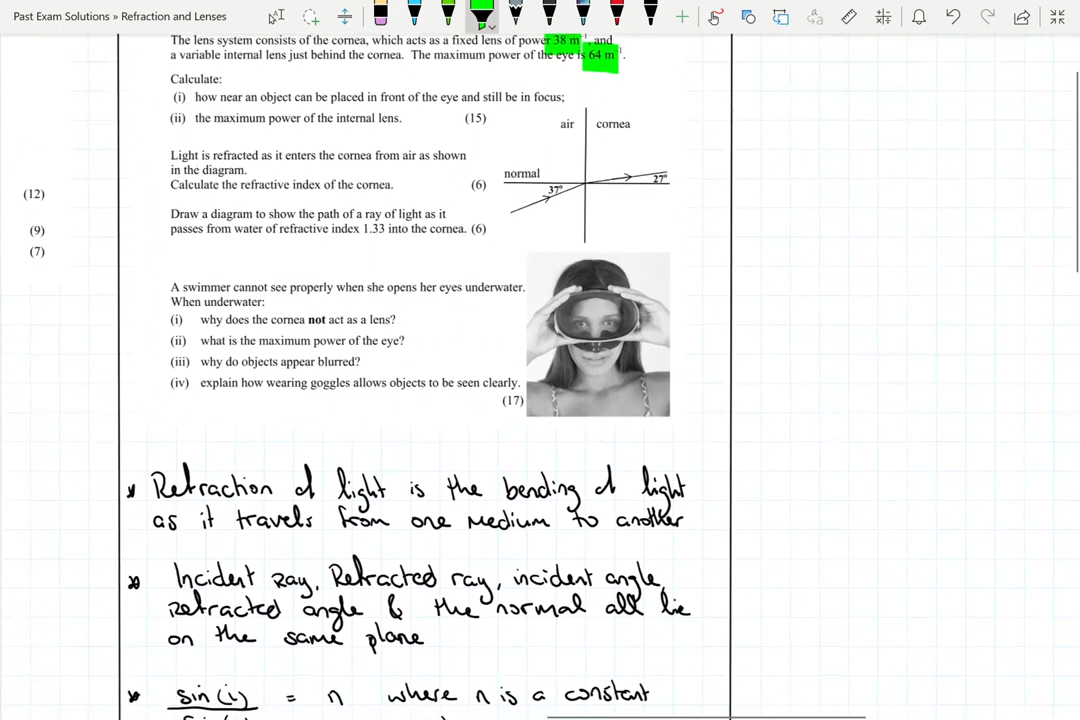 Past Exam Solutions » Refraction and Lenses
The lens system consists of the cornea, which acts as a fixed lens of power 38 m⁻¹, and
a variable internal lens just behind the cornea. The maximum power of the eye is 64 m⁻¹.
Calculate:
(i) how near an object can be placed in front of the eye and still be in focus;
(ii) the maximum power of the internal lens. (15)
air cornea
Light is refracted as it enters the cornea from air as shown
in the diagram.
Calculate the refractive index of the cornea. (6)
normal
37°
27°
(12)
Draw a diagram to show the path of a ray of light as it
passes from water of refractive index 1.33 into the cornea. (6)
(9)
(7)
A swimmer cannot see properly when she opens her eyes underwater.
When underwater:
(i) why does the cornea not act as a lens?
(ii) what is the maximum power of the eye?
(iii) why do objects appear blurred?
(iv) explain how wearing goggles allows objects to be seen clearly.
(17)
* Refraction of light is the bending of light
as it travels from one medium to another
* Incident Ray, Refracted ray, incident angle,
refracted angle & the normal all lie
on the same plane
* sin(i) = n where n is a constant